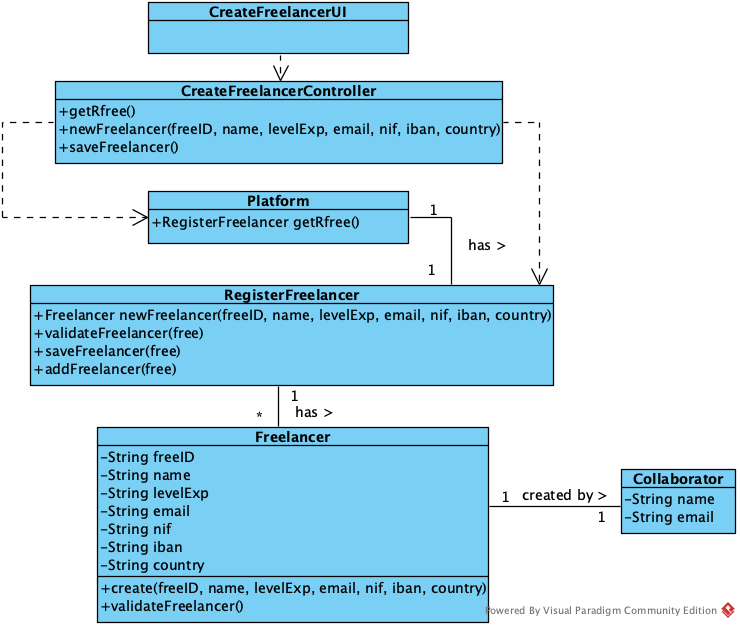 CreateFreelancerUI
CreateFreelancerController
+getRfree()
+newFreelancer(freeID, name, levelExp, email, nif, iban, country)
+saveFreelancer()
Platform
+RegisterFreelancer getRfree()
1
has >
1
RegisterFreelancer
+Freelancer newFreelancer(freeID, name, levelExp, email, nif, iban, country)
+validateFreelancer(free)
+saveFreelancer(free)
+addFreelancer(free)
1
* has >
Freelancer
-String freeID
-String name
-String levelExp
-String email
-String nif
-String iban
-String country
+create(freeID, name, levelExp, email, nif, iban, country)
+validateFreelancer()
1 created by >
1
Collaborator
-String name
-String email
Powered By Visual Paradigm Community Edition